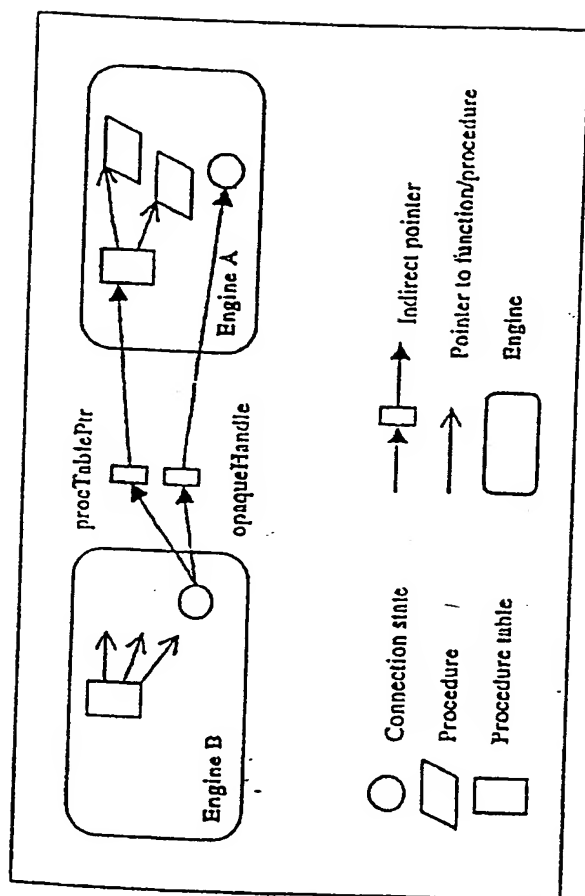 procTablePtr
Engine A
Engine B
opaqueHandle
Connection state
Procedure
Procedure table
Indirect pointer
Pointer to function/procedure
Engine